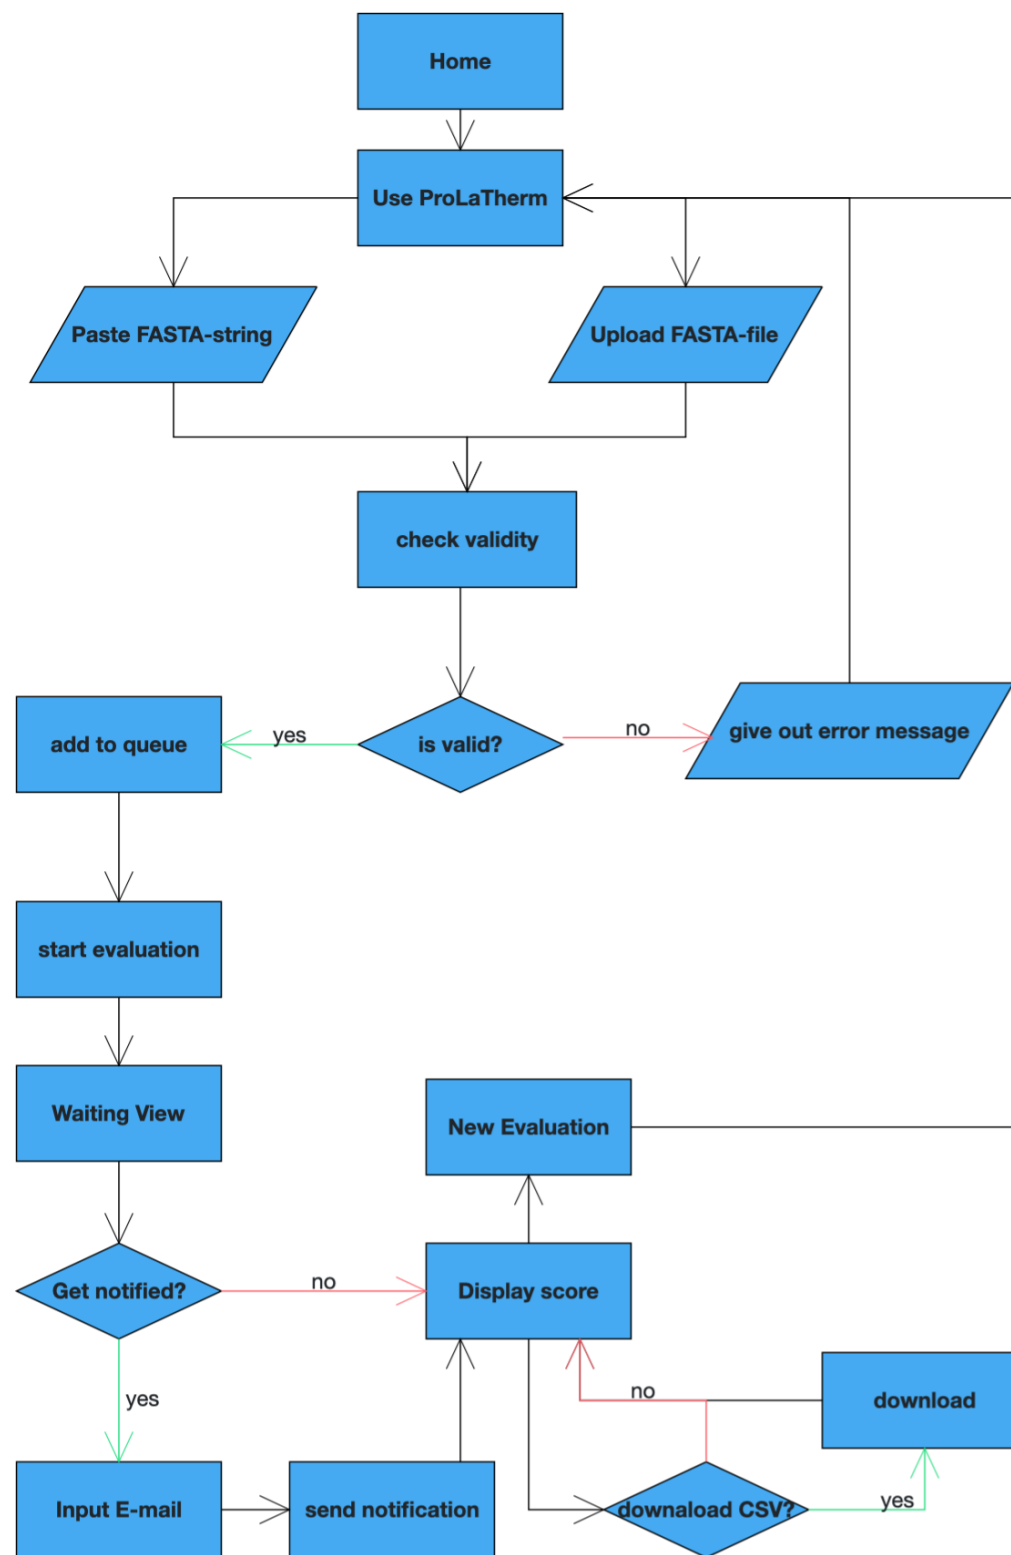 Home
Use ProLaTherm
Paste FASTA-string
Upload FASTA-file
check validity
add to queue
yes
is valid?
no
give out error message
start evaluation
Waiting View
New Evaluation
Get notified?
no
Display score
yes
no
download
Input E-mail
send notification
downaload CSV?
yes